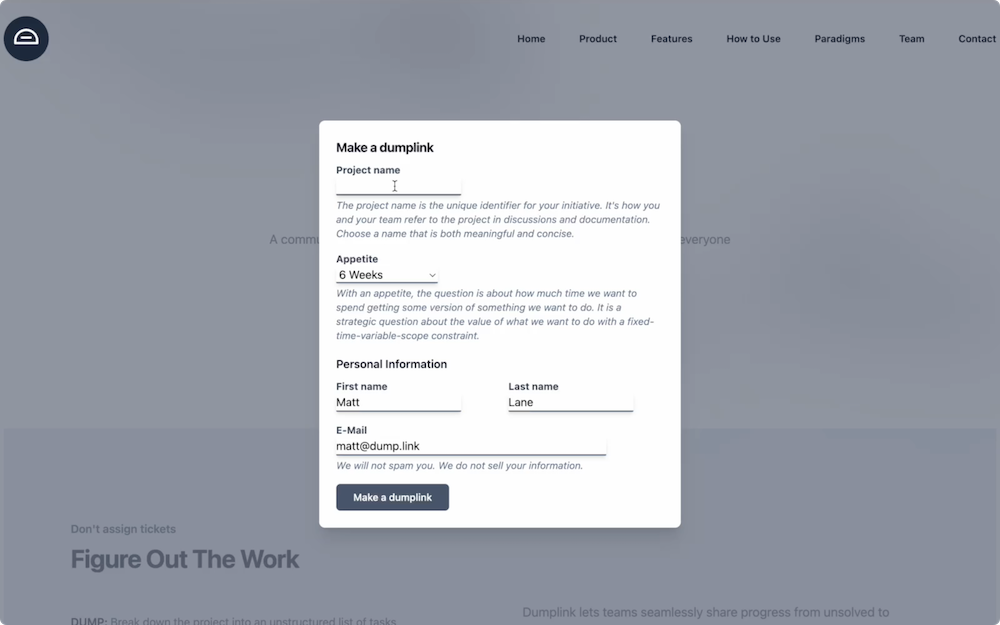 Home Product Features How to Use Paradigms Team Contact
Make a dumplink
Project name
The project name is the unique identifier for your initiative. It's how you
and your team refer to the project in discussions and documentation.
Choose a name that is both meaningful and concise.
A commu
everyone
Appetite
6 Weeks
With an appetite, the question is about how much time we want to
spend getting some version of something we want to do. It is a
strategic question about the value of what we want to do with a fixed-
time-variable-scope constraint.
Personal Information
First name Last name
Matt Lane
E-Mail
matt@dump.link
We will not spam you. We do not sell your information.
Make a dumplink
Don't assign tickets
Figure Out The Work
DUMP: Break down the project into an unstructured list of tasks
Dumplink lets teams seamlessly share progress from unsolved to